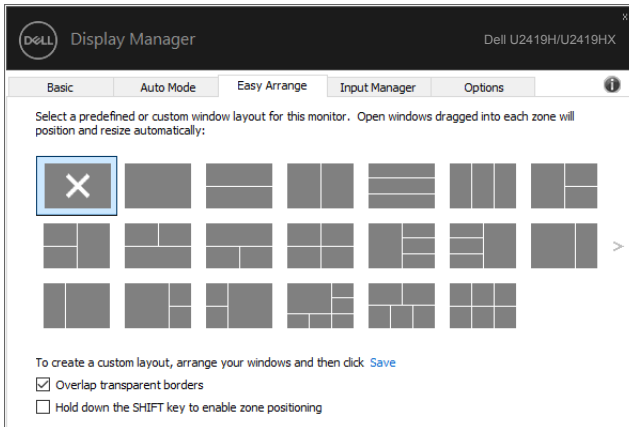 x
DELL Display Manager Dell U2419H/U2419HX
Basic Auto Mode Easy Arrange Input Manager Options i
Select a predefined or custom window layout for this monitor. Open windows dragged into each zone will
position and resize automatically:
>
To create a custom layout, arrange your windows and then click Save
Overlap transparent borders
Hold down the SHIFT key to enable zone positioning